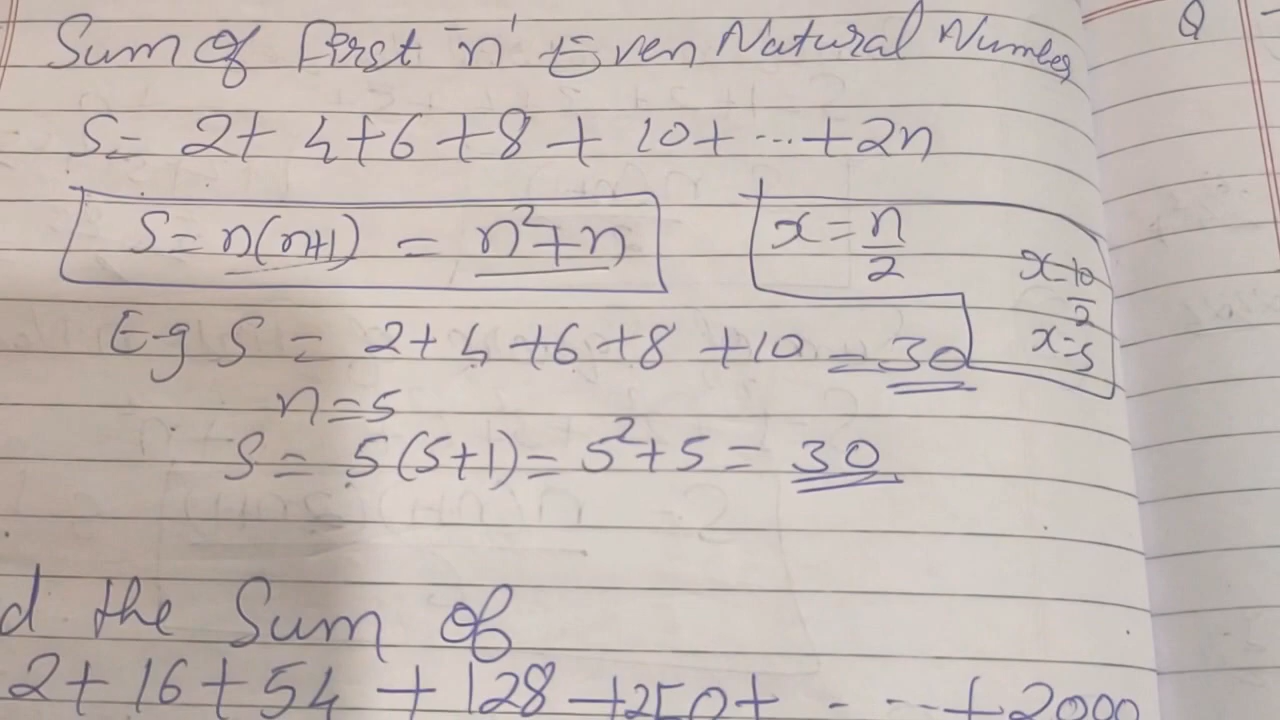 Sum Of First 'n' Even Natural Number
Q
S= 2+4+6+8+10+...+2n
S=n(n+1) = n²+n
x=n/2
x=10/2
x=5
E-g S = 2+4+6+8+10=30
n=5
S= 5(5+1)=5²+5=30
d the Sum of
2+16+54+128+250+.....+2000